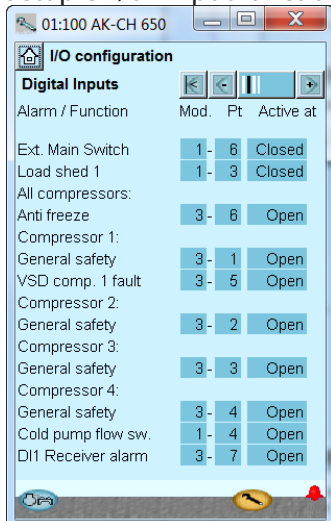 01:100 AK-CH 650
I/O configuration
Digital Inputs
Alarm / Function Mod. Pt Active at
Ext. Main Switch 1 - 6 Closed
Load shed 1 1 - 3 Closed
All compressors:
Anti freeze 3 - 6 Open
Compressor 1:
General safety 3 - 1 Open
VSD comp. 1 fault 3 - 5 Open
Compressor 2:
General safety 3 - 2 Open
Compressor 3:
General safety 3 - 3 Open
Compressor 4:
General safety 3 - 4 Open
Cold pump flow sw. 1 - 4 Open
DI1 Receiver alarm 3 - 7 Open